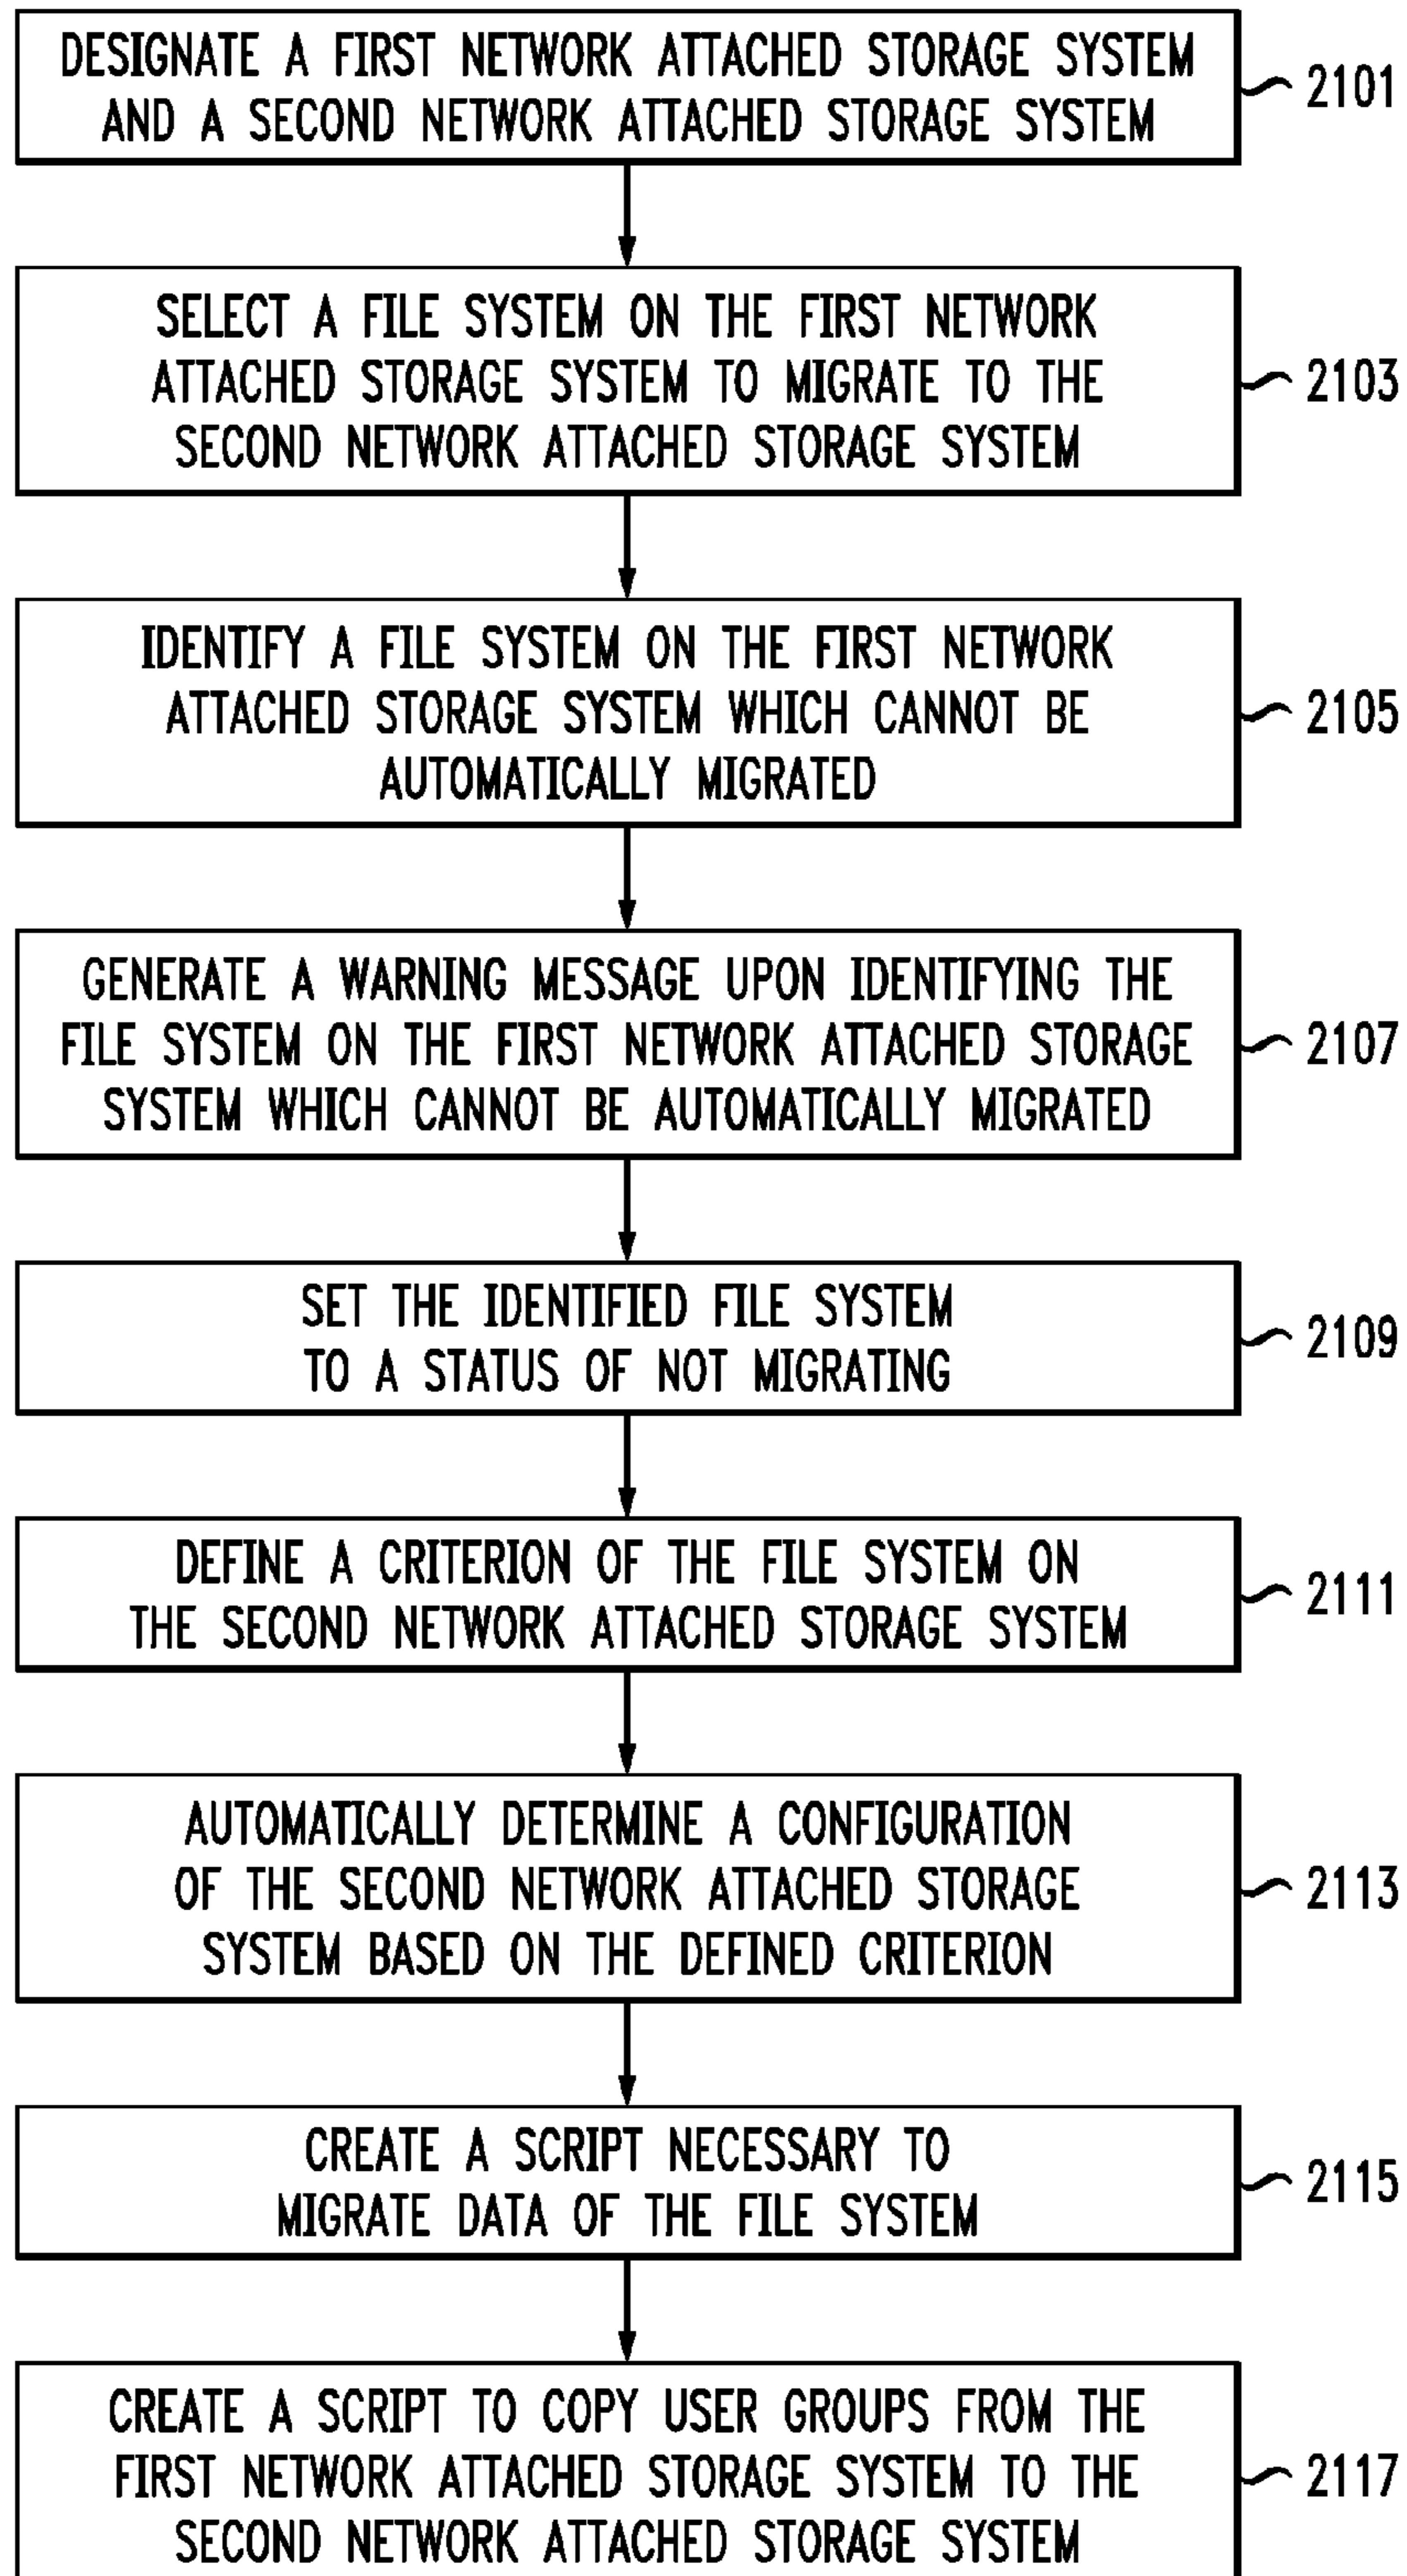 DESIGNATE A FIRST NETWORK ATTACHED STORAGE SYSTEM
AND A SECOND NETWORK ATTACHED STORAGE SYSTEM
2101
SELECT A FILE SYSTEM ON THE FIRST NETWORK
ATTACHED STORAGE SYSTEM TO MIGRATE TO THE
SECOND NETWORK ATTACHED STORAGE SYSTEM
2103
IDENTIFY A FILE SYSTEM ON THE FIRST NETWORK
ATTACHED STORAGE SYSTEM WHICH CANNOT BE
AUTOMATICALLY MIGRATED
2105
GENERATE A WARNING MESSAGE UPON IDENTIFYING THE
FILE SYSTEM ON THE FIRST NETWORK ATTACHED STORAGE
SYSTEM WHICH CANNOT BE AUTOMATICALLY MIGRATED
2107
SET THE IDENTIFIED FILE SYSTEM
TO A STATUS OF NOT MIGRATING
2109
DEFINE A CRITERION OF THE FILE SYSTEM ON
THE SECOND NETWORK ATTACHED STORAGE SYSTEM
2111
AUTOMATICALLY DETERMINE A CONFIGURATION
OF THE SECOND NETWORK ATTACHED STORAGE
SYSTEM BASED ON THE DEFINED CRITERION
2113
CREATE A SCRIPT NECESSARY TO
MIGRATE DATA OF THE FILE SYSTEM
2115
CREATE A SCRIPT TO COPY USER GROUPS FROM THE
FIRST NETWORK ATTACHED STORAGE SYSTEM TO THE
SECOND NETWORK ATTACHED STORAGE SYSTEM
2117